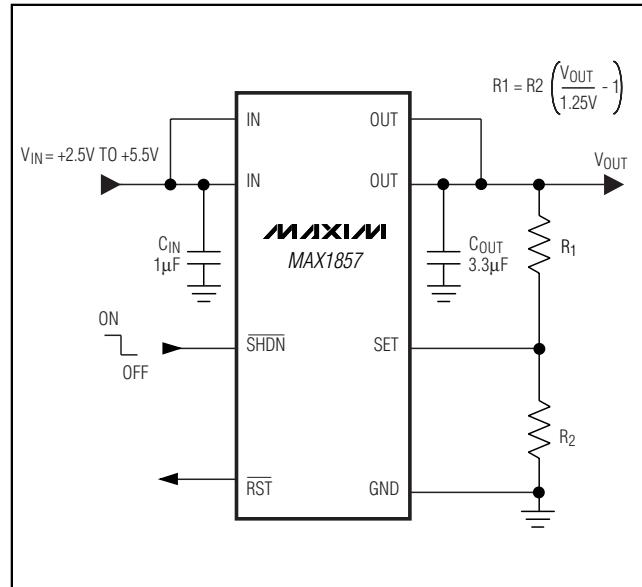 R1 = R2 (VOUT/1.25V - 1)
IN
OUT
VIN = +2.5V TO +5.5V
VOUT
IN
OUT
MAXIM
MAX1857
CIN
1µF
COUT
3.3µF
R1
ON
OFF
SHDN
SET
R2
RST
GND